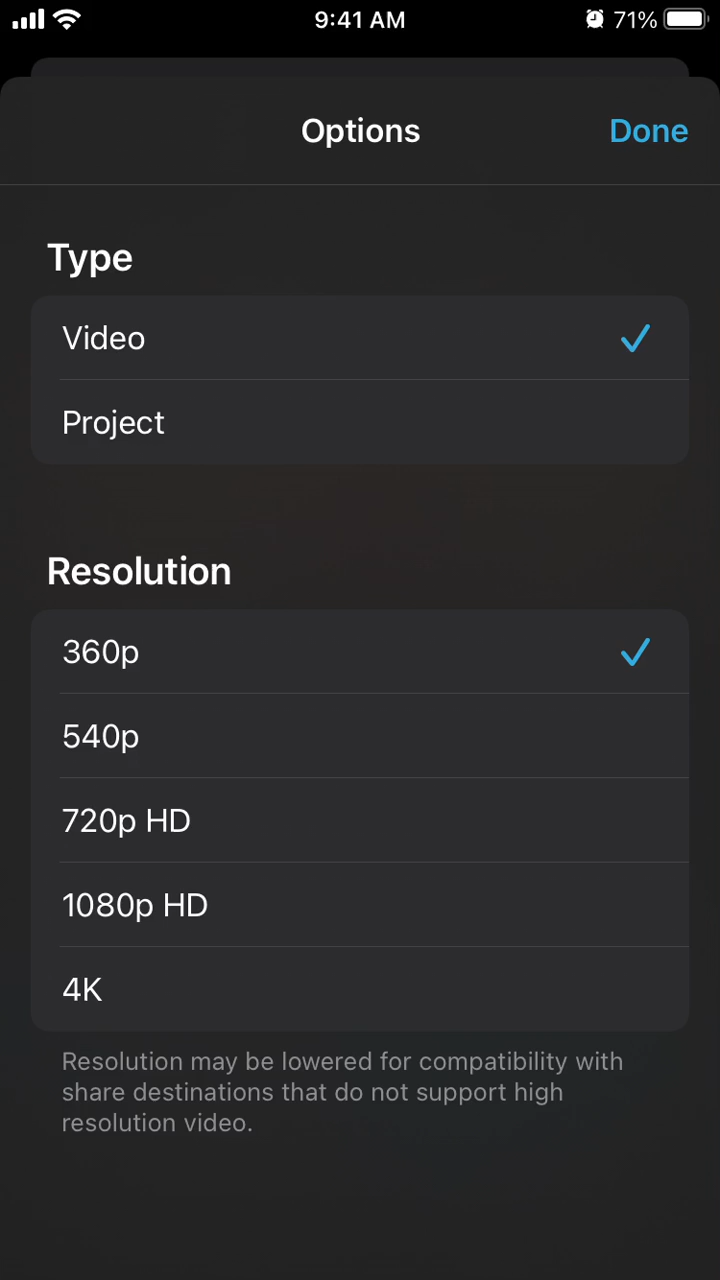 9:41 AM
71%
Options
Done
Type
Video
Project
Resolution
360p
540p
720p HD
1080p HD
4K
Resolution may be lowered for compatibility with
share destinations that do not support high
resolution video.